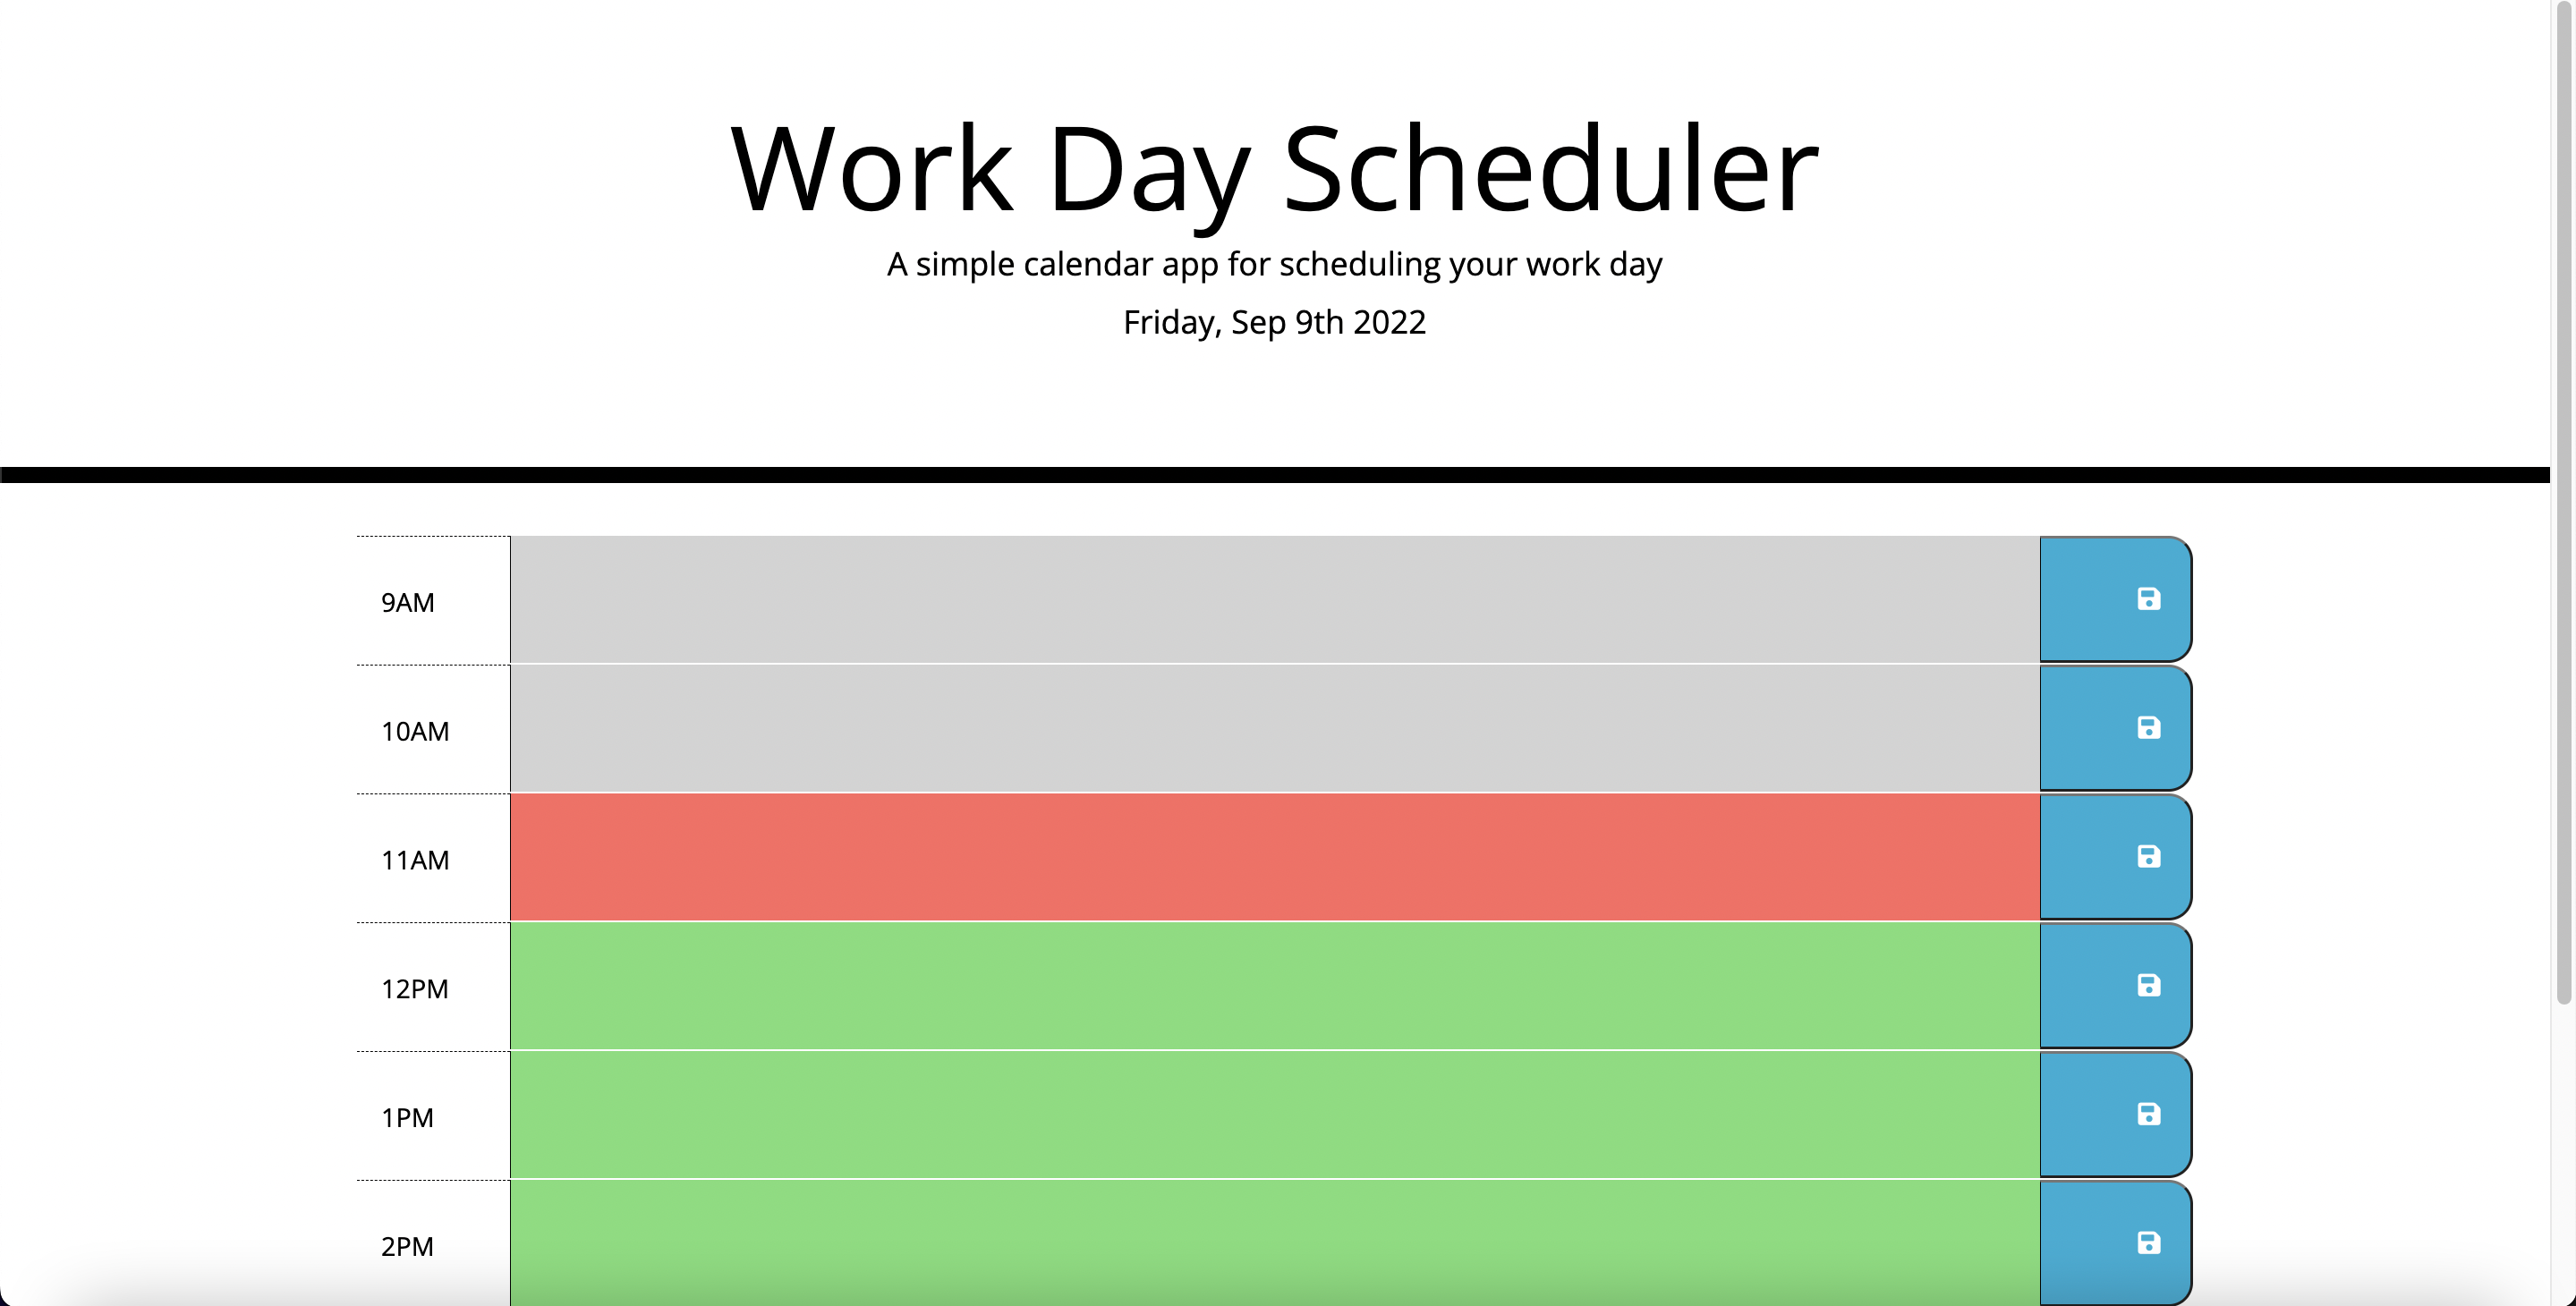 Work Day Scheduler
A simple calendar app for scheduling your work day
Friday, Sep 9th 2022
9AM
10AM
11AM
12PM
1PM
2PM